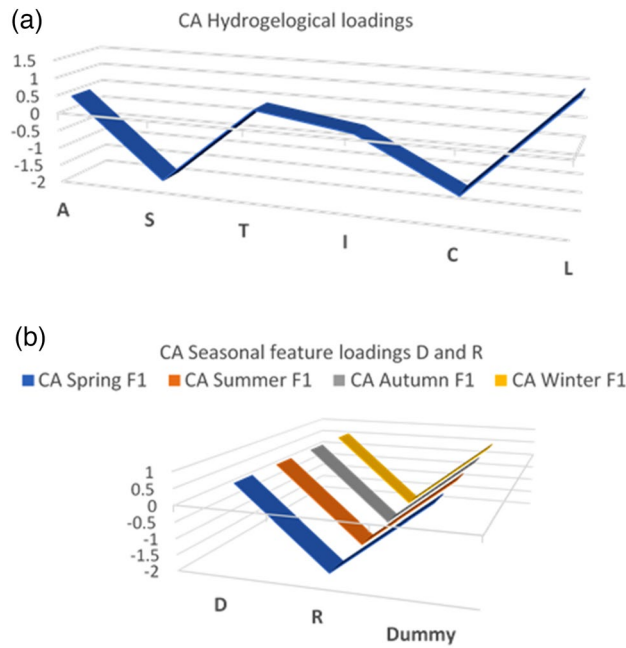 (a)
CA Hydrogelogical loadings
1.5
1
0.5
0
-0.5
-1
-1.5
-2
A S T I C L
(b)
CA Seasonal feature loadings D and R
CA Spring F1 CA Summer F1 CA Autumn F1 CA Winter F1
1
0.5
0
-0.5
-1
-1.5
-2
D R Dummy